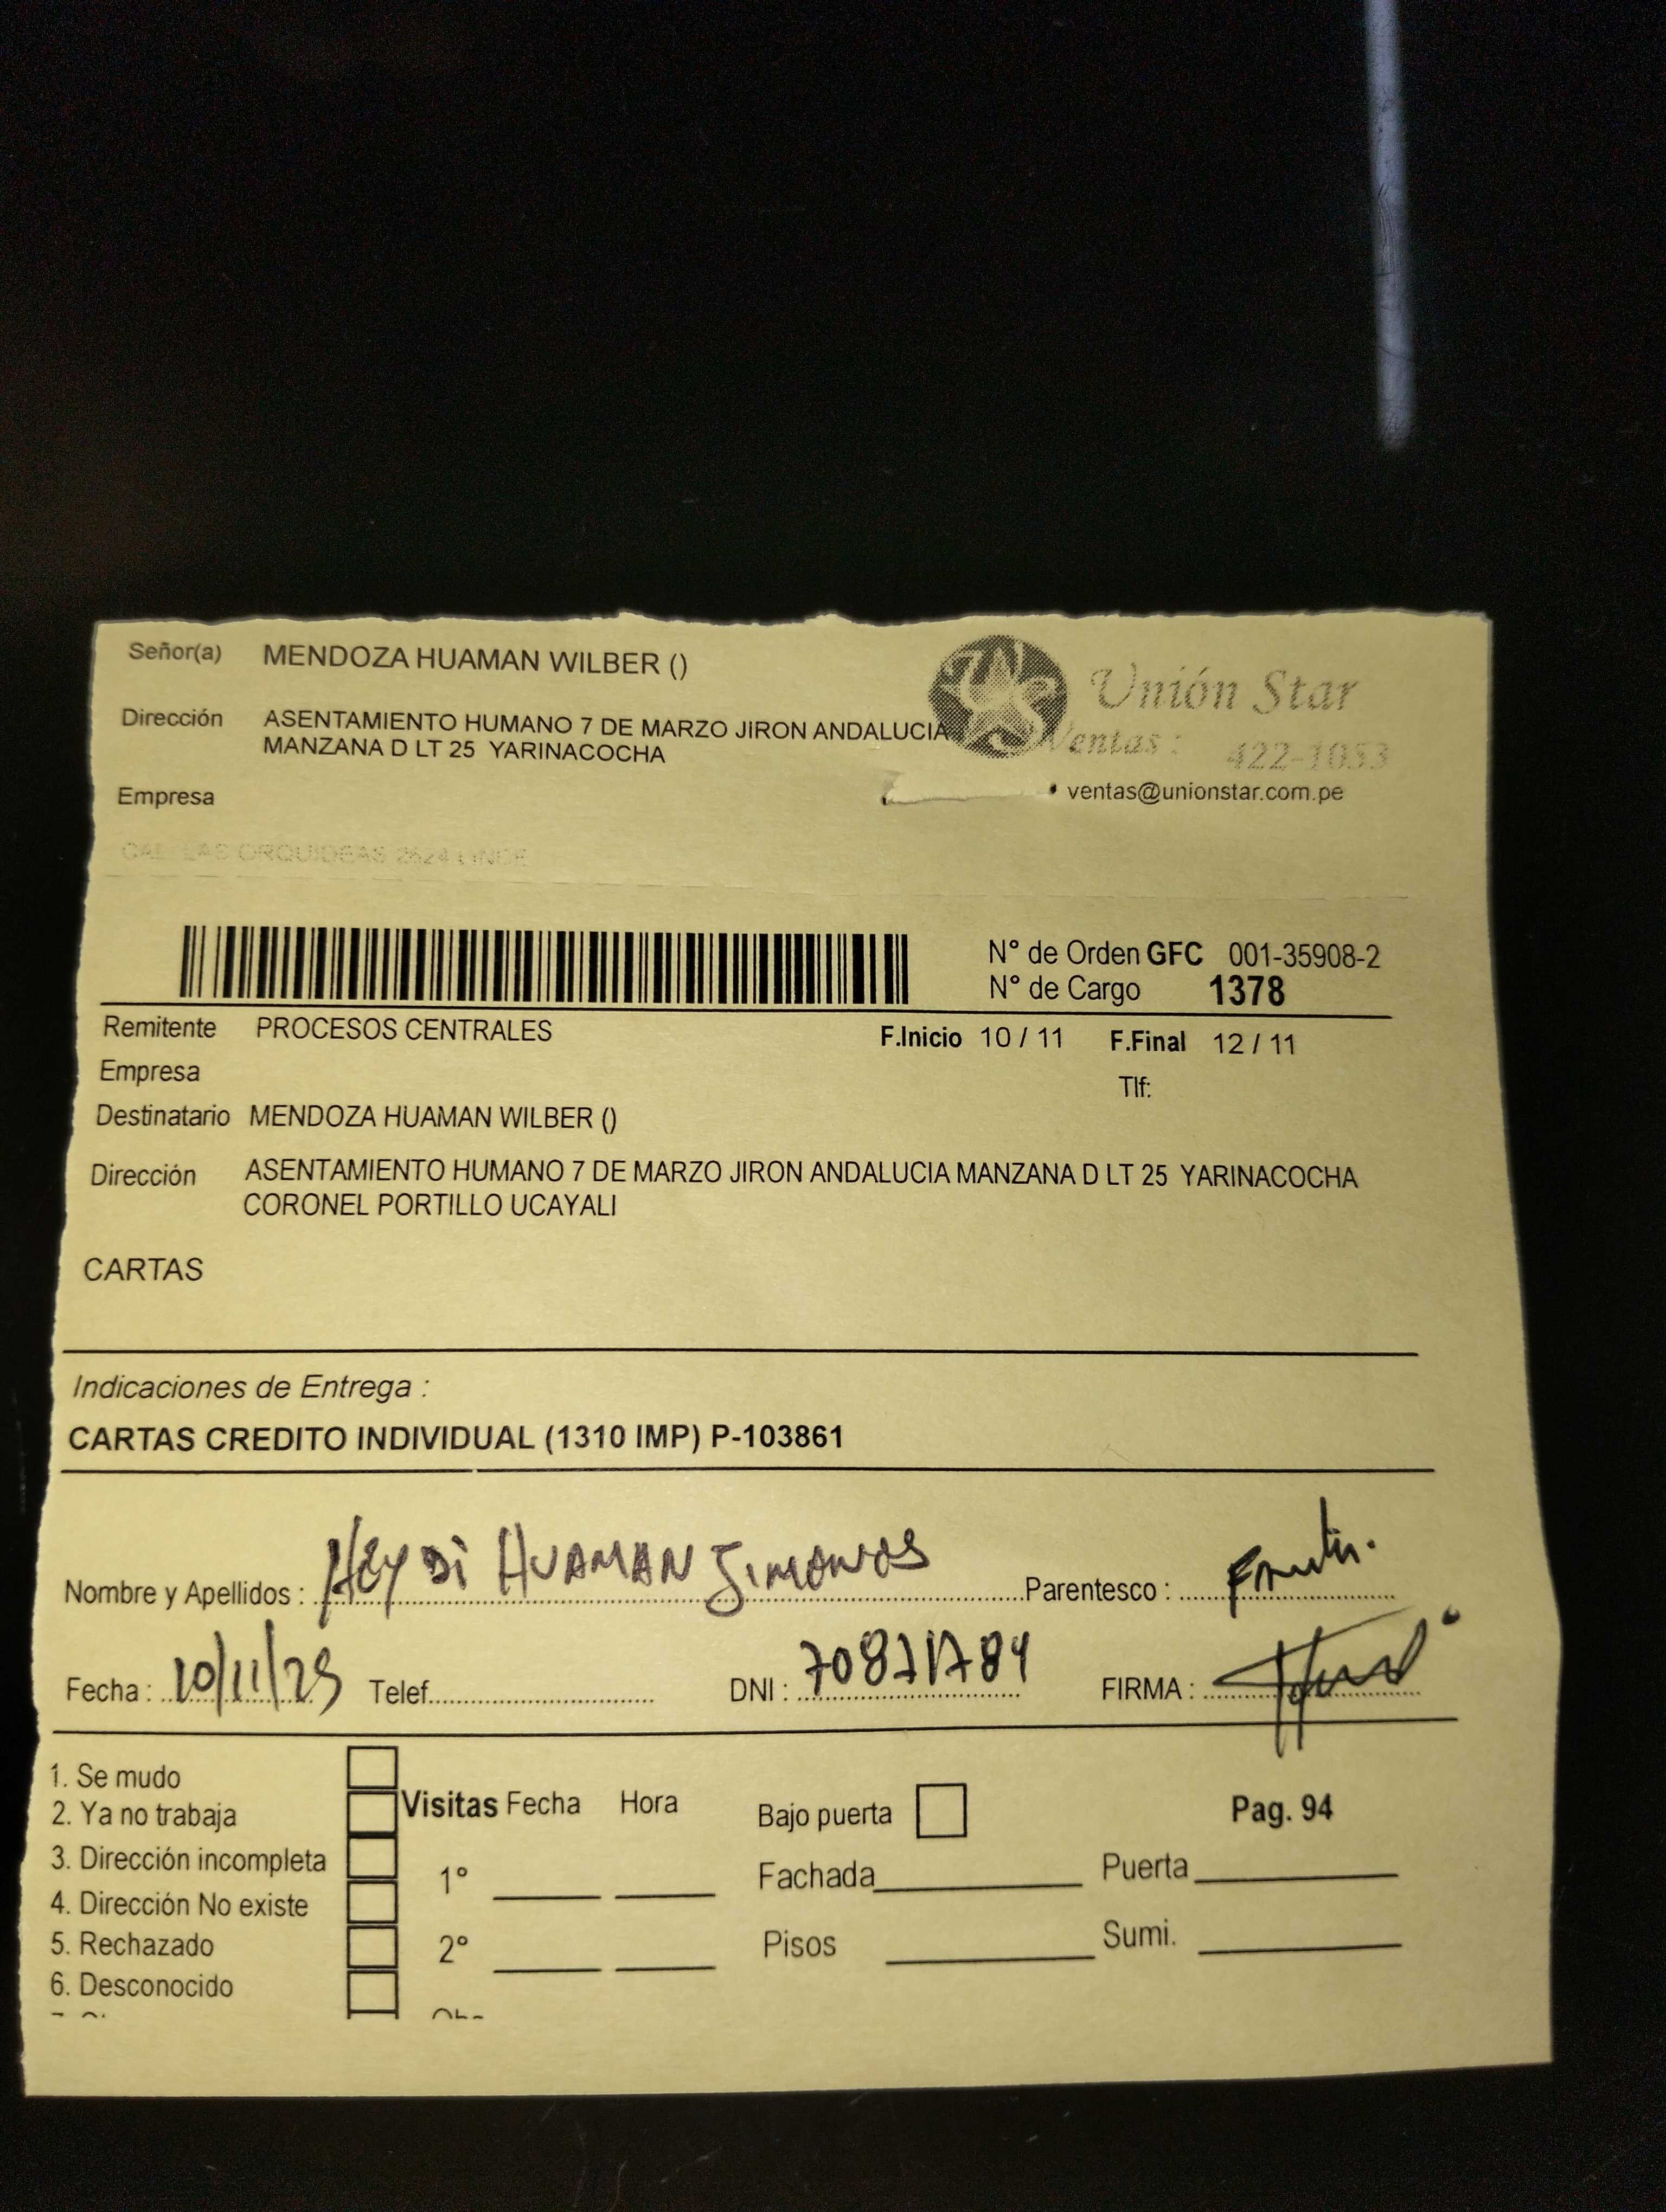 Señor(a) MENDOZA HUAMAN WILBER ()
Unión Star
Dirección ASENTAMIENTO HUMANO 7 DE MARZO JIRON ANDALUCIA
MANZANA D LT 25 YARINACOCHA
Ventas : 422-1053
Empresa
ventas@unionstar.com.pe
ORQUIDEAS
N° de Orden GFC 001-35908-2
N° de Cargo 1378
Remitente PROCESOS CENTRALES F.Inicio 10 / 11 F.Final 12 / 11
Empresa
Tlf:
Destinatario MENDOZA HUAMAN WILBER ()
Dirección ASENTAMIENTO HUMANO 7 DE MARZO JIRON ANDALUCIA MANZANA D LT 25 YARINACOCHA
CORONEL PORTILLO UCAYALI
CARTAS
Indicaciones de Entrega :
CARTAS CREDITO INDIVIDUAL (1310 IMP) P-103861
Nombre y Apellidos : HEYDI HUAMAN Parentesco :
Fecha : 10/11/25 Telef. DNI : 70871784 FIRMA :
1. Se mudo
2. Ya no trabaja
3. Dirección incompleta
4. Dirección No existe
5. Rechazado
6. Desconocido
Visitas Fecha Hora
1°
2°
Bajo puerta
Pag. 94
Fachada Puerta
Pisos Sumi.